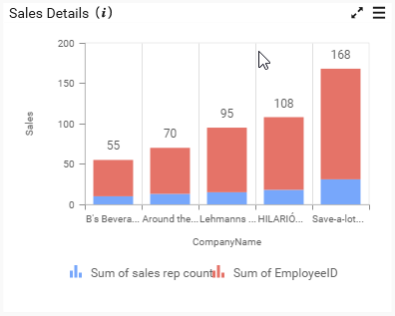 Sales Details (i)
200
168
150
108
100
95
70
55
50
0
Sales
B's Bevera... Around the... Lehmanns ... HILARIÓ... Save-a-lot...
CompanyName
Sum of sales rep count Sum of EmployeeID